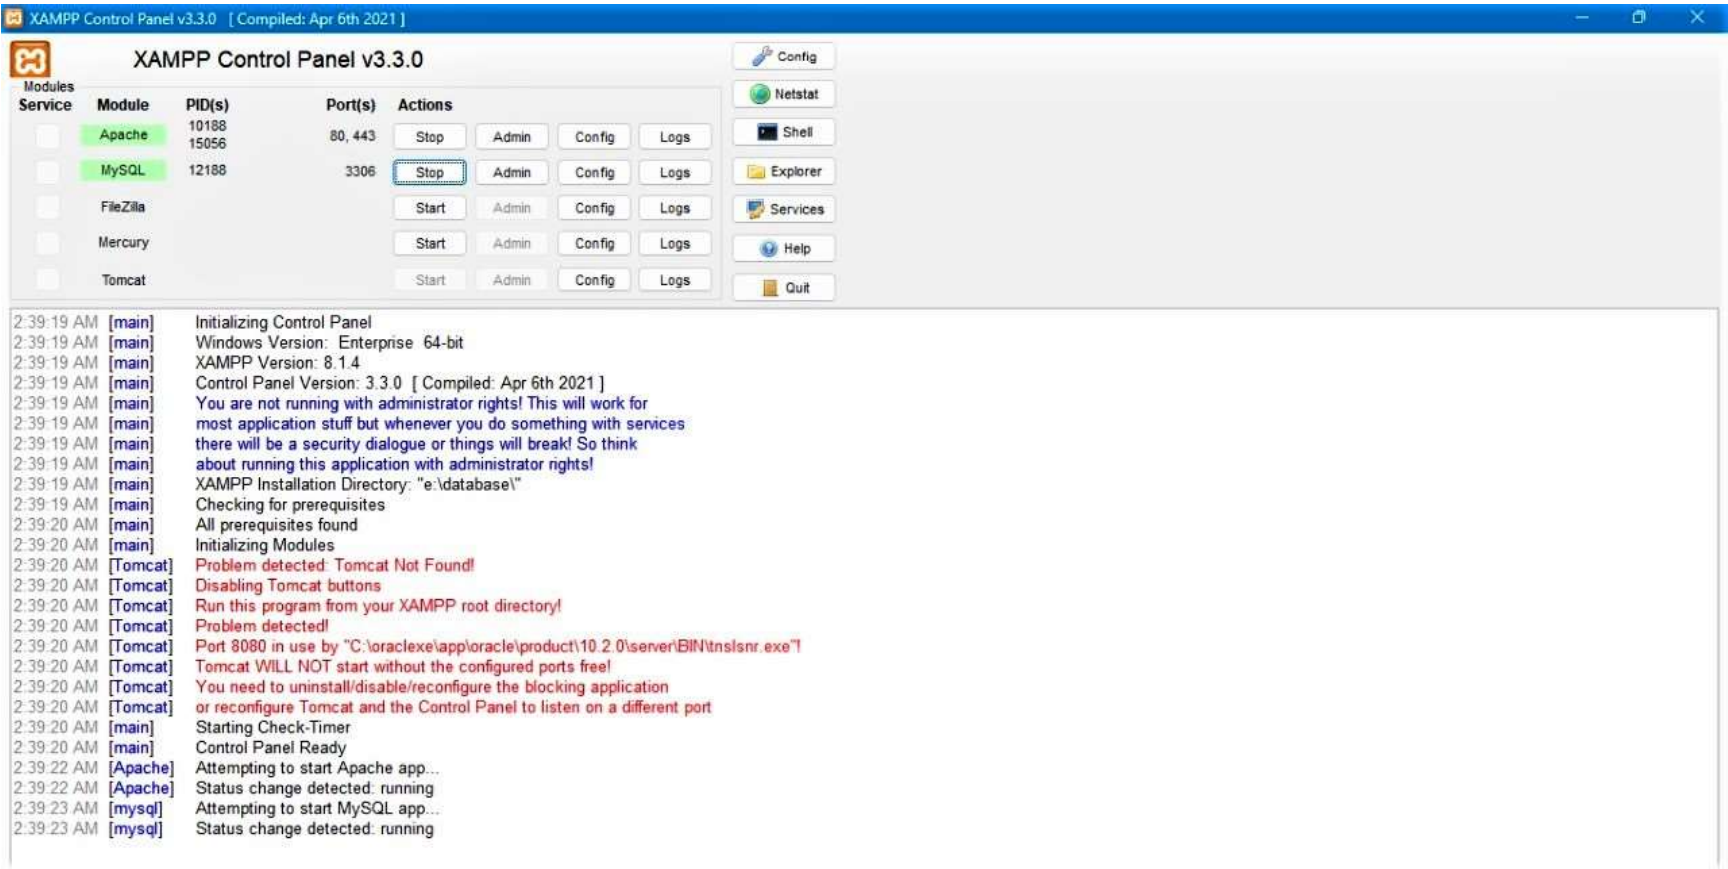 XAMPP Control Panel v3.3.0 [ Compiled: Apr 6th 2021 ]
XAMPP Control Panel v3.3.0
Config
Modules
Netstat
Service Module PID(s) Port(s) Actions
Apache 10188 15056 80, 443 Stop Admin Config Logs
Shell
MySQL 12188 3306 Stop Admin Config Logs
Explorer
FileZilla Start Admin Config Logs
Services
Mercury Start Admin Config Logs
Help
Tomcat Start Admin Config Logs
Quit
2:39:19 AM [main] Initializing Control Panel
2:39:19 AM [main] Windows Version: Enterprise 64-bit
2:39:19 AM [main] XAMPP Version: 8.1.4
2:39:19 AM [main] Control Panel Version: 3.3.0 [ Compiled: Apr 6th 2021 ]
2:39:19 AM [main] You are not running with administrator rights! This will work for
2:39:19 AM [main] most application stuff but whenever you do something with services
2:39:19 AM [main] there will be a security dialogue or things will break! So think
2:39:19 AM [main] about running this application with administrator rights!
2:39:19 AM [main] XAMPP Installation Directory: "e:\database\"
2:39:19 AM [main] Checking for prerequisites
2:39:20 AM [main] All prerequisites found
2:39:20 AM [main] Initializing Modules
2:39:20 AM [Tomcat] Problem detected: Tomcat Not Found!
2:39:20 AM [Tomcat] Disabling Tomcat buttons
2:39:20 AM [Tomcat] Run this program from your XAMPP root directory!
2:39:20 AM [Tomcat] Problem detected!
2:39:20 AM [Tomcat] Port 8080 in use by "C:\oraclexe\app\oracle\product\10.2.0\server\BIN\tnslsnr.exe"!
2:39:20 AM [Tomcat] Tomcat WILL NOT start without the configured ports free!
2:39:20 AM [Tomcat] You need to uninstall/disable/reconfigure the blocking application
2:39:20 AM [Tomcat] or reconfigure Tomcat and the Control Panel to listen on a different port
2:39:20 AM [main] Starting Check-Timer
2:39:20 AM [main] Control Panel Ready
2:39:22 AM [Apache] Attempting to start Apache app...
2:39:22 AM [Apache] Status change detected: running
2:39:23 AM [mysql] Attempting to start MySQL app...
2:39:23 AM [mysql] Status change detected: running